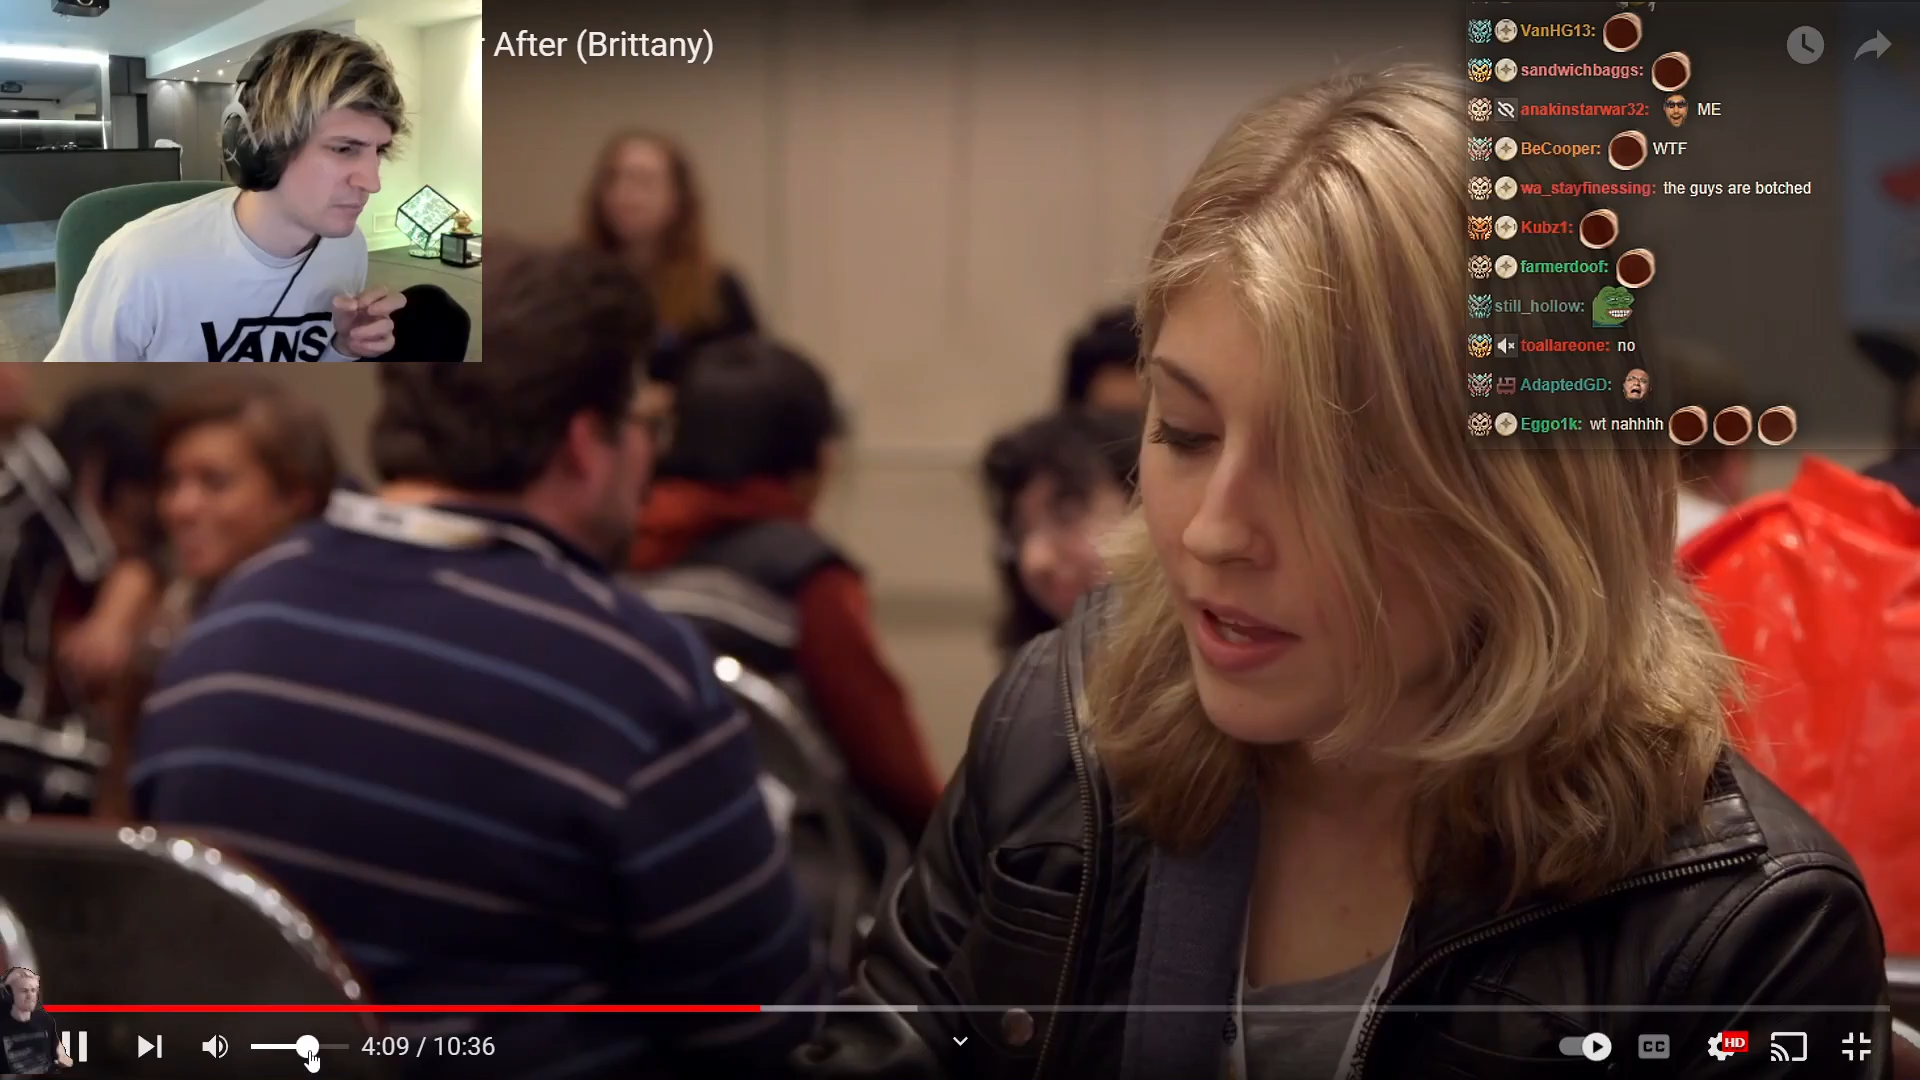 After (Brittany)
VanHG13:
sandwichbaggs:
anakinstarwar32: ME
BeCooper: WTF
wa_stayfinessing: the guys are botched
Kubz1:
farmerdoof:
still_hollow:
toallareone: no
AdaptedGD:
Eggo1k: wt nahhhh
VANS
4:09 / 10:36
CC
HD